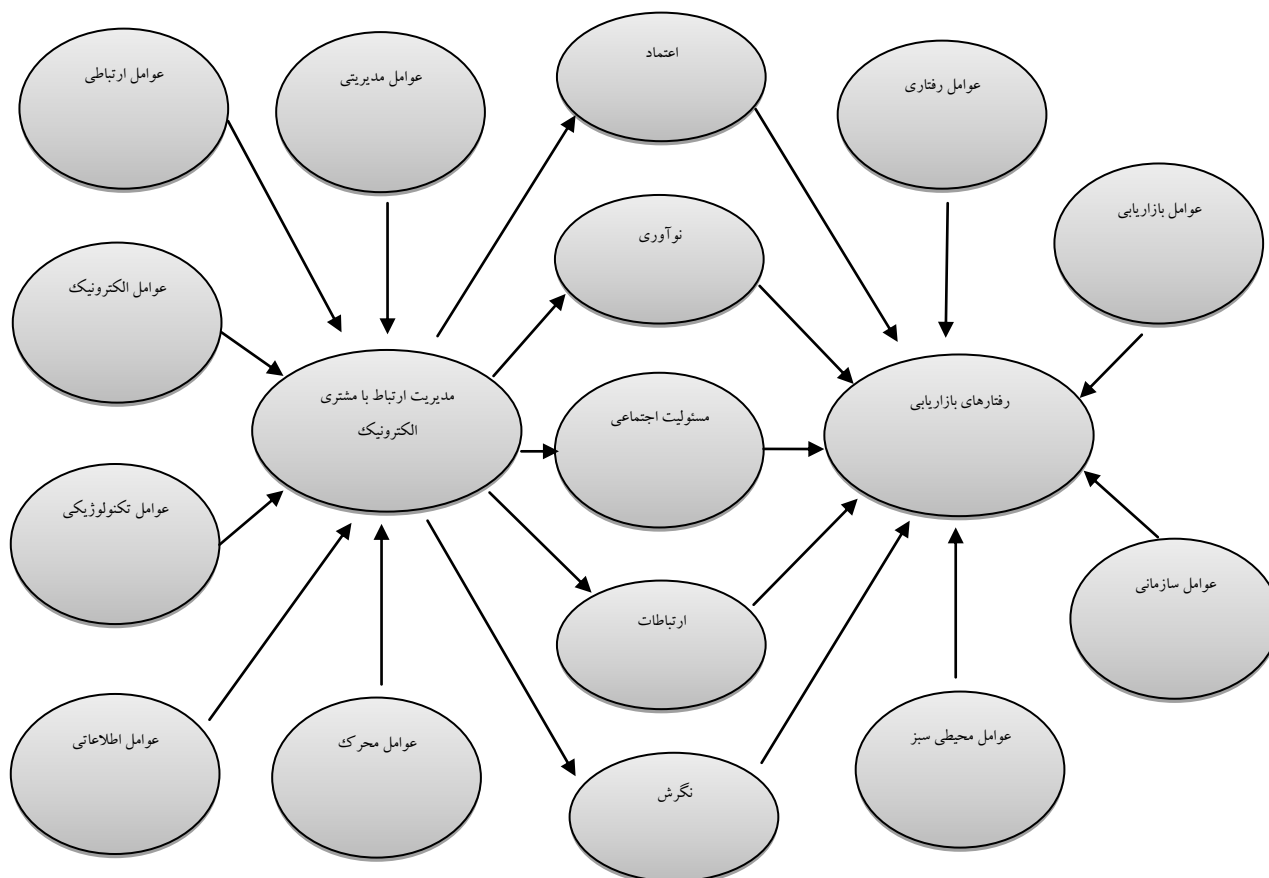 اعتماد
عوامل ارتباطی
عوامل مدیریتی
عوامل رفتاری
عوامل بازاریابی
نوآوری
عوامل الکترونیک
مدیریت ارتباط با مشتری
الکترونیک
مسئولیت اجتماعی
رفتارهای بازاریابی
عوامل تکنولوژیکی
عوامل سازمانی
ارتباطات
عوامل اطلاعاتی
عوامل محرک
عوامل محیطی سبز
نگرش